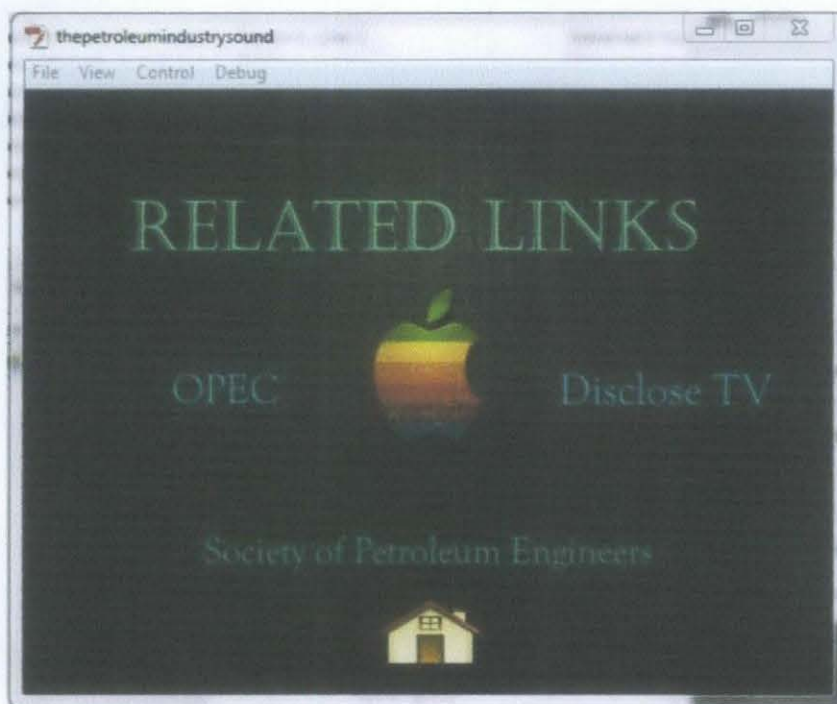 thepetroleumindustrysound
File View Control Debug
RELATED LINKS
OPEC Disclose TV
Society of Petroleum Engineers